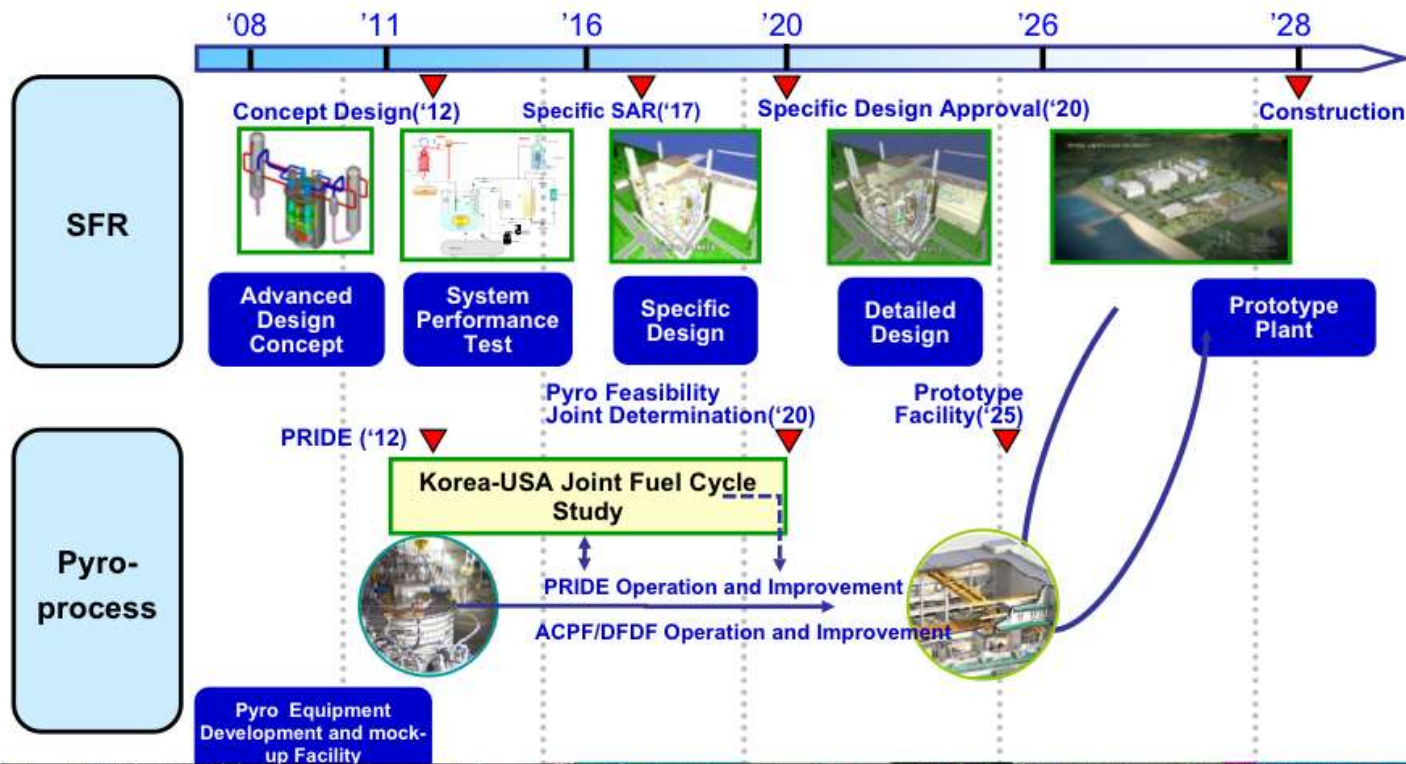 ‘08 ‘11 ’16 ’20 ’26 ’28
Concept Design(‘12)
Specific SAR(‘17)
Specific Design Approval(‘20)
Construction
SFR
Advanced
Design
Concept
System
Performance
Test
Specific
Design
Detailed
Design
Prototype
Plant
Pyro-
process
PRIDE (‘12)
Pyro Feasibility
Joint Determination(‘20)
Prototype
Facility(‘25)
Korea-USA Joint Fuel Cycle
Study
PRIDE Operation and Improvement
ACPF/DFDF Operation and Improvement
Pyro Equipment
Development and mock-
up Facility